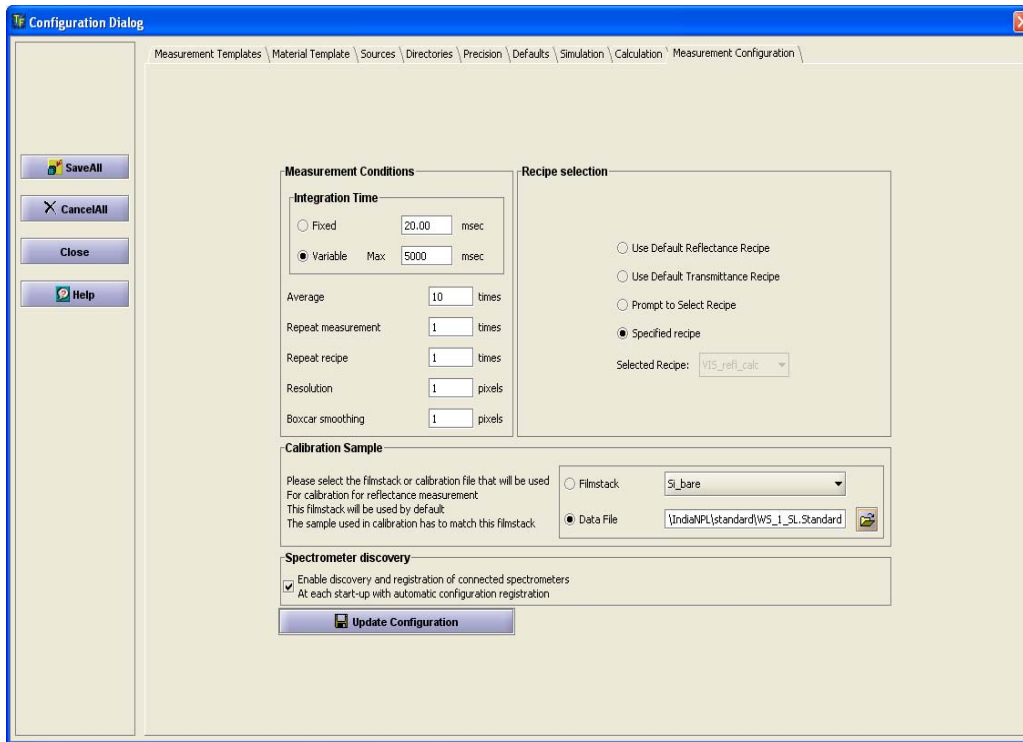 TF Configuration Dialog
Measurement Templates Material Template Sources Directories Precision Defaults Simulation Calculation Measurement Configuration
SaveAll
CancelAll
Close
Help
Measurement Conditions
Integration Time
Fixed 20.00 msec
Variable Max 5000 msec
Average 10 times
Repeat measurement 1 times
Repeat recipe 1 times
Resolution 1 pixels
Boxcar smoothing 1 pixels
Recipe selection
Use Default Reflectance Recipe
Use Default Transmittance Recipe
Prompt to Select Recipe
Specified recipe
Selected Recipe: VIS_refl_calc
Calibration Sample
Please select the filmstack or calibration file that will be used
For calibration for reflectance measurement
This filmstack will be used by default
The sample used in calibration has to match this filmstack
Filmstack Si_bare
Data File \IndiaNPL\standard\WS_1_SL.Standard
Spectrometer discovery
Enable discovery and registration of connected spectrometers
At each start-up with automatic configuration registration
Update Configuration